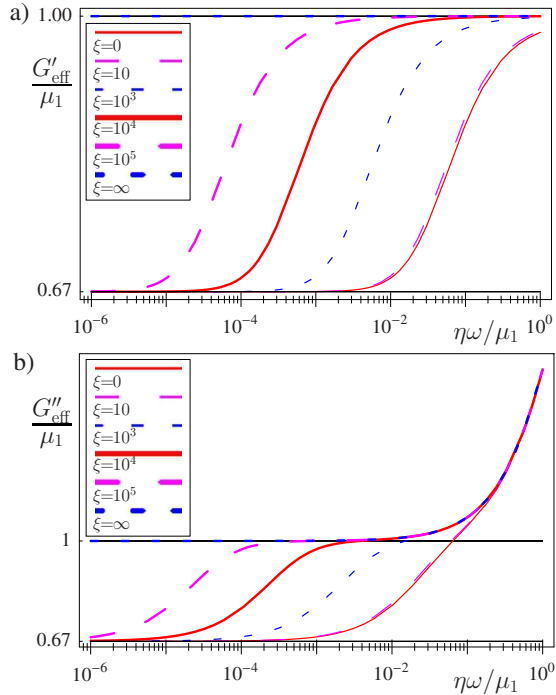 a)
1.00
G′eff
μ1
0.67
ξ=0
ξ=10
ξ=10³
ξ=10⁴
ξ=10⁵
ξ=∞
10⁻⁶ 10⁻⁴ 10⁻² 10⁰
ηω/μ1
b)
G″eff
μ1
1
0.67
ξ=0
ξ=10
ξ=10³
ξ=10⁴
ξ=10⁵
ξ=∞
10⁻⁶ 10⁻⁴ 10⁻² 10⁰
ηω/μ1